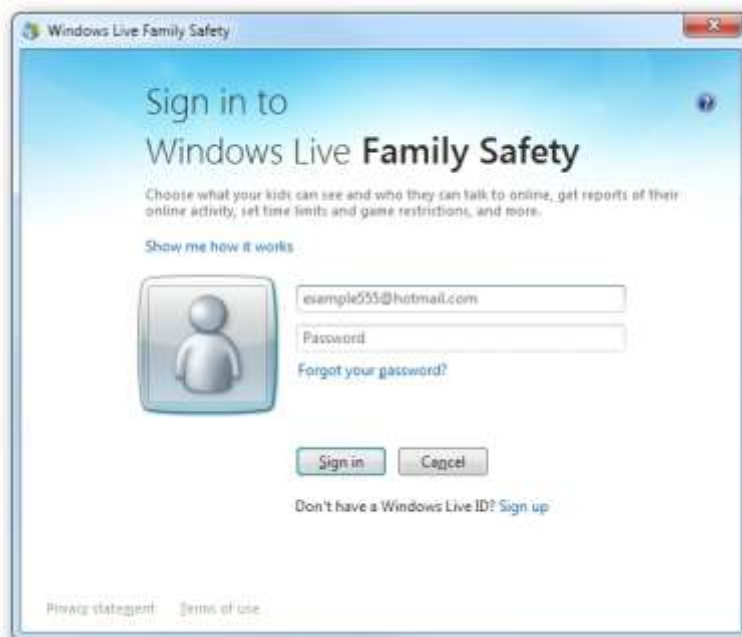 Windows Live Family Safety
Sign in to
Windows Live Family Safety
Choose what your kids can see and who they can talk to online, get reports of their
online activity, set time limits and game restrictions, and more.
Show me how it works
example555@hotmail.com
Password
Forgot your password?
Sign in Cancel
Don't have a Windows Live ID? Sign up
Privacy statement Terms of use